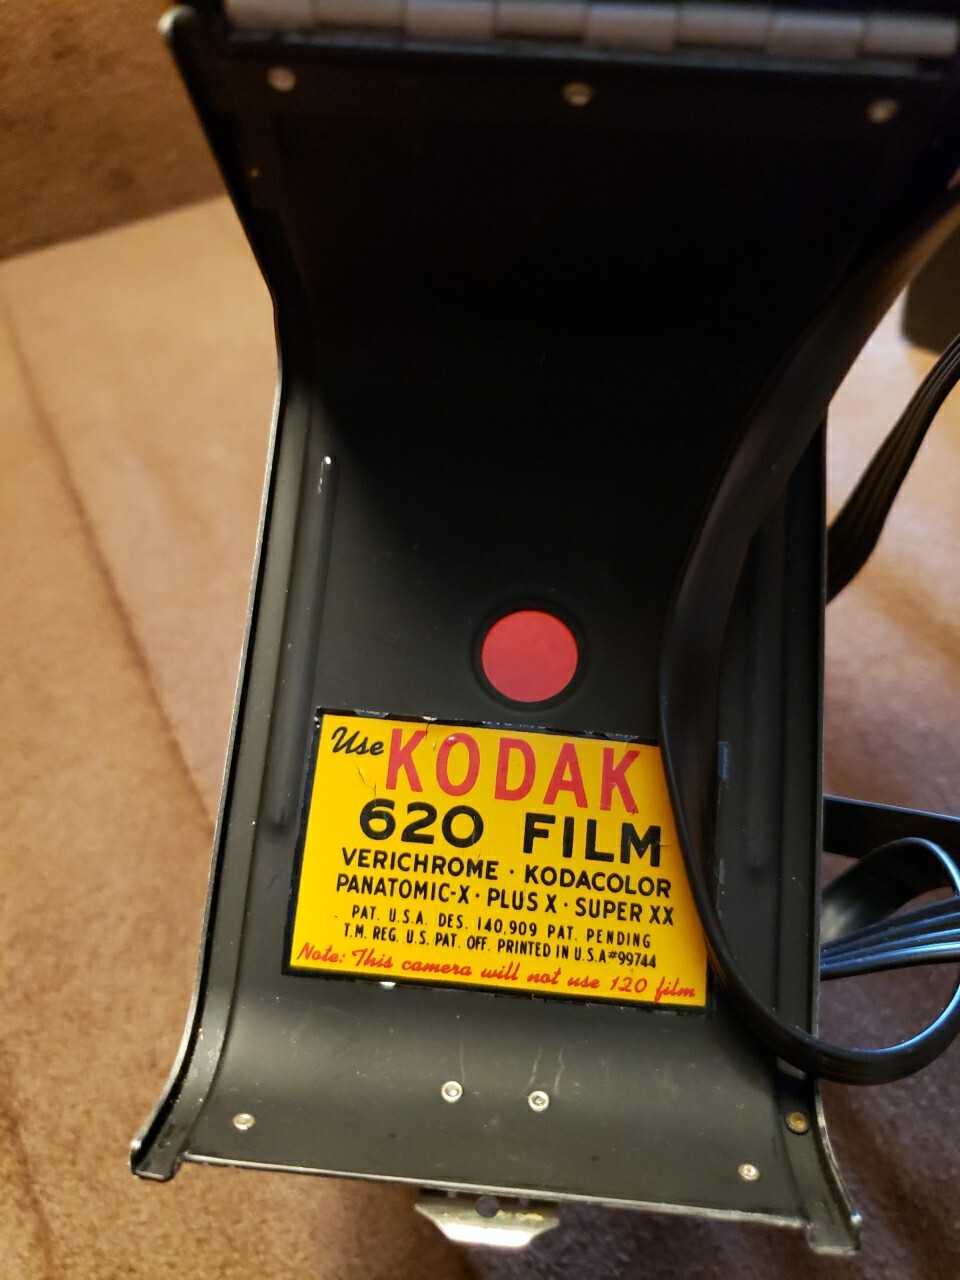 Use KODAK
620 FILM
VERICHROME · KODACOLOR
PANATOMIC-X · PLUS X · SUPER XX
PAT. U.S.A. DES. 140,909 PAT. PENDING
T.M. REG. U.S. PAT. OFF. PRINTED IN U.S.A #99744
Note: This camera will not use 120 film